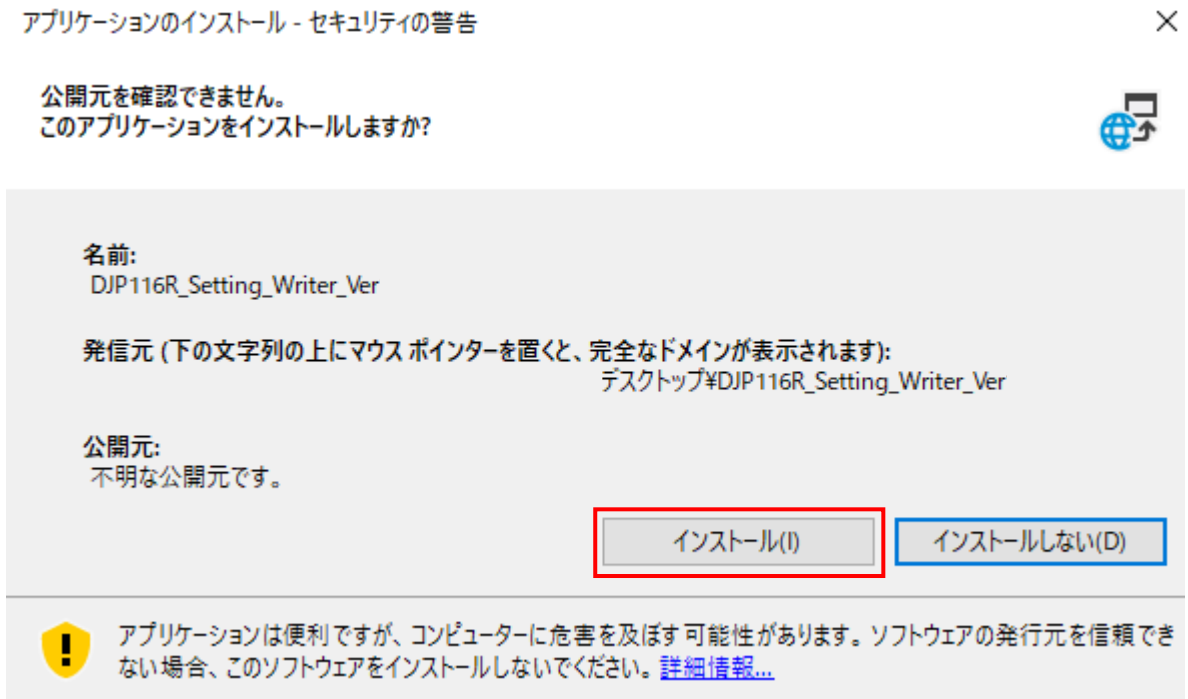 アプリケーションのインストール - セキュリティの警告
公開元を確認できません。
このアプリケーションをインストールしますか?
名前:
DJP116R_Setting_Writer_Ver
発信元 (下の文字列の上にマウス ポインターを置くと、完全なドメインが表示されます):
デスクトップ¥DJP116R_Setting_Writer_Ver
公開元:
不明な公開元です。
インストール(I)
インストールしない(D)
アプリケーションは便利ですが、コンピューターに危害を及ぼす可能性があります。ソフトウェアの発行元を信頼でき
ない場合、このソフトウェアをインストールしないでください。詳細情報...